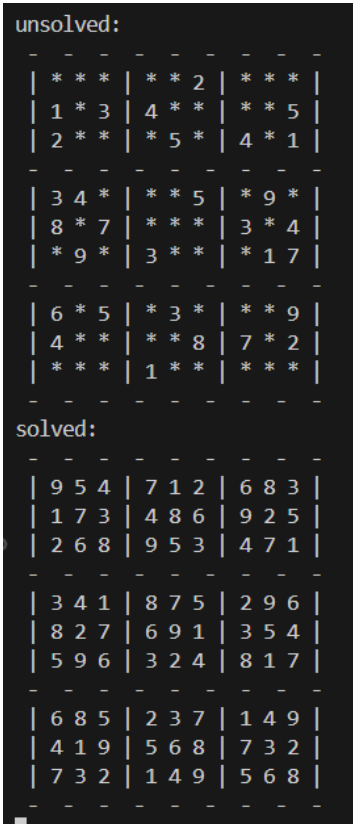 unsolved:
- - - - - - - - -
| * * * | * * 2 | * * * |
| 1 * 3 | 4 * * | * * 5 |
| 2 * * | * 5 * | 4 * 1 |
- - - - - - - - -
| 3 4 * | * * 5 | * 9 * |
| 8 * 7 | * * * | 3 * 4 |
| * 9 * | 3 * * | * 1 7 |
- - - - - - - - -
| 6 * 5 | * 3 * | * * 9 |
| 4 * * | * * 8 | 7 * 2 |
| * * * | 1 * * | * * * |
- - - - - - - - -
solved:
- - - - - - - - -
| 9 5 4 | 7 1 2 | 6 8 3 |
| 1 7 3 | 4 8 6 | 9 2 5 |
| 2 6 8 | 9 5 3 | 4 7 1 |
- - - - - - - - -
| 3 4 1 | 8 7 5 | 2 9 6 |
| 8 2 7 | 6 9 1 | 3 5 4 |
| 5 9 6 | 3 2 4 | 8 1 7 |
- - - - - - - - -
| 6 8 5 | 2 3 7 | 1 4 9 |
| 4 1 9 | 5 6 8 | 7 3 2 |
| 7 3 2 | 1 4 9 | 5 6 8 |
- - - - - - - - -